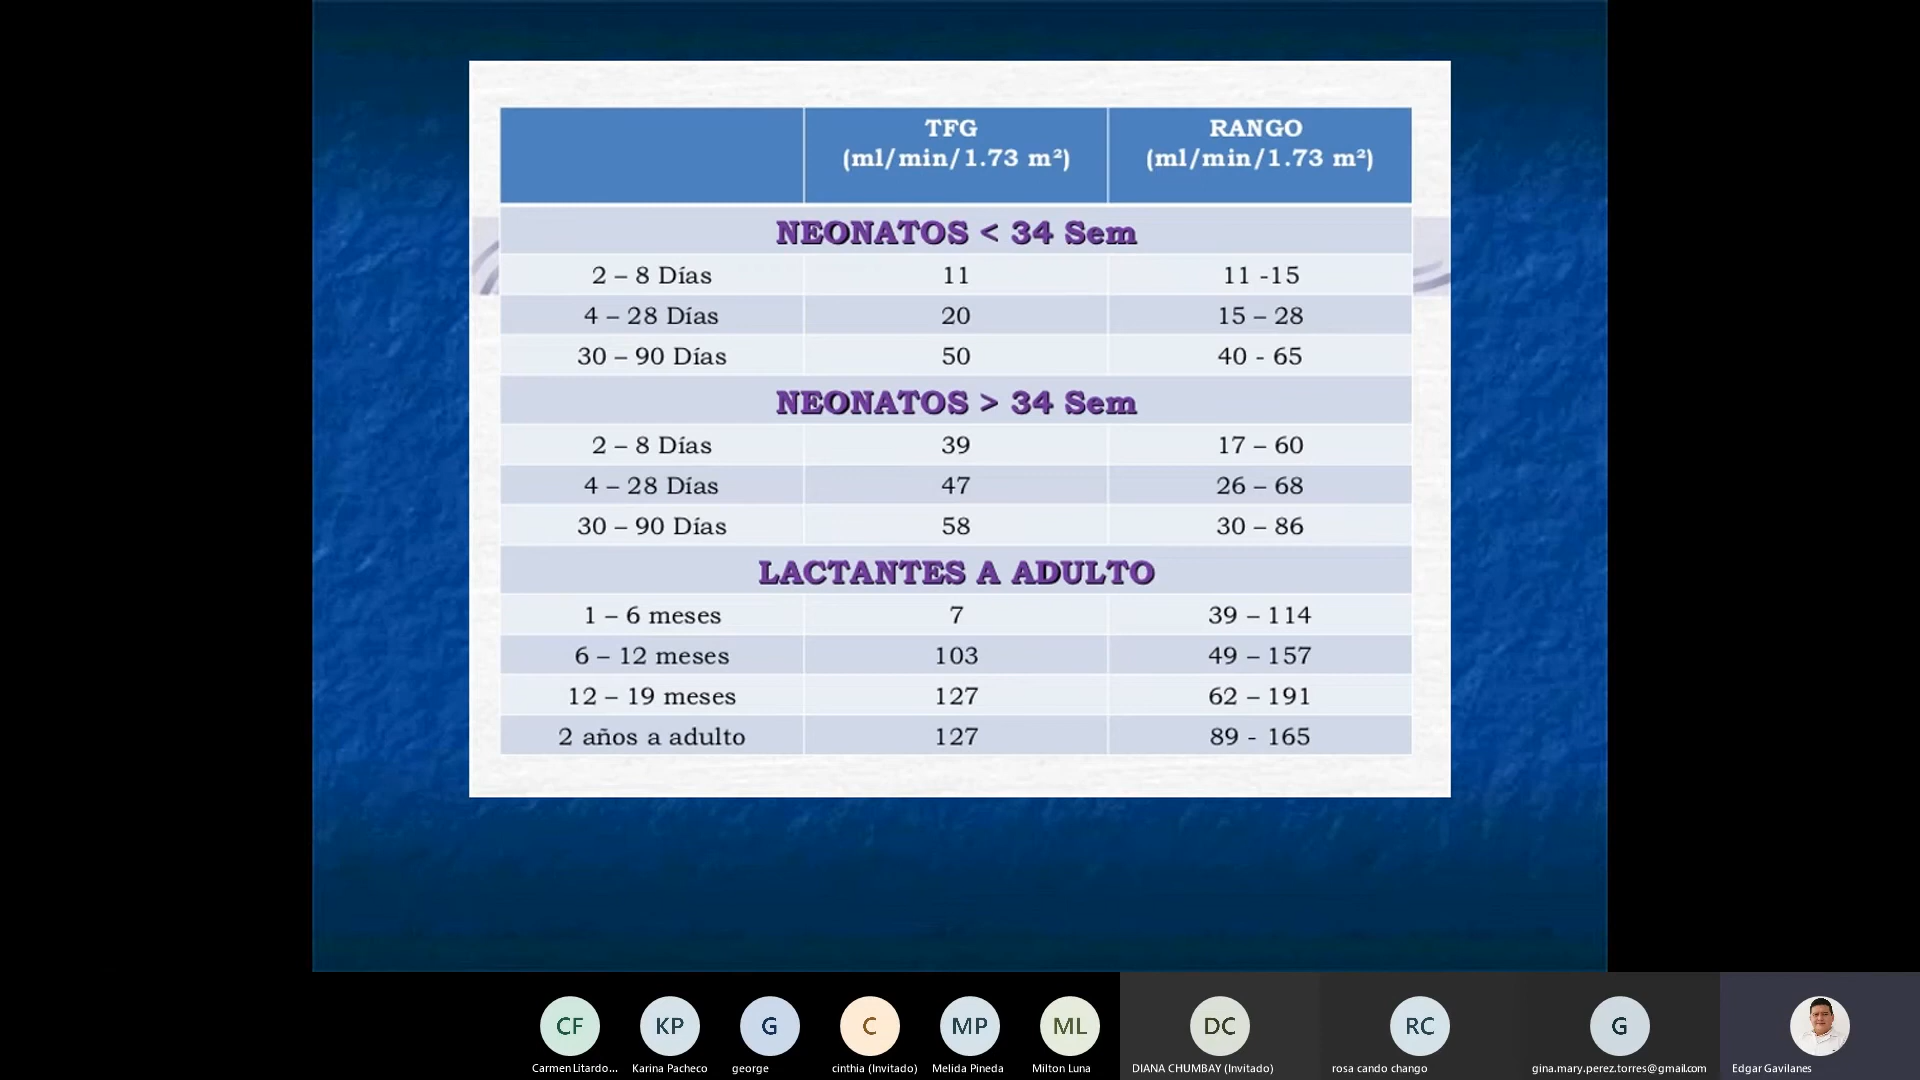 TFG
(ml/min/1.73 m²)
RANGO
(ml/min/1.73 m²)
NEONATOS < 34 Sem
2 – 8 Días 11 11 -15
4 – 28 Días 20 15 – 28
30 – 90 Días 50 40 - 65
NEONATOS > 34 Sem
2 – 8 Días 39 17 – 60
4 – 28 Días 47 26 – 68
30 – 90 Días 58 30 – 86
LACTANTES A ADULTO
1 – 6 meses 7 39 – 114
6 – 12 meses 103 49 – 157
12 – 19 meses 127 62 – 191
2 años a adulto 127 89 - 165
CF KP G C MP ML DC RC G
Carmen Litardo... Karina Pacheco george cinthia (Invitado) Melida Pineda Milton Luna DIANA CHUMBAY (Invitado) rosa cando chango gina.mary.perez.torres@gmail.com Edgar Gavilanes